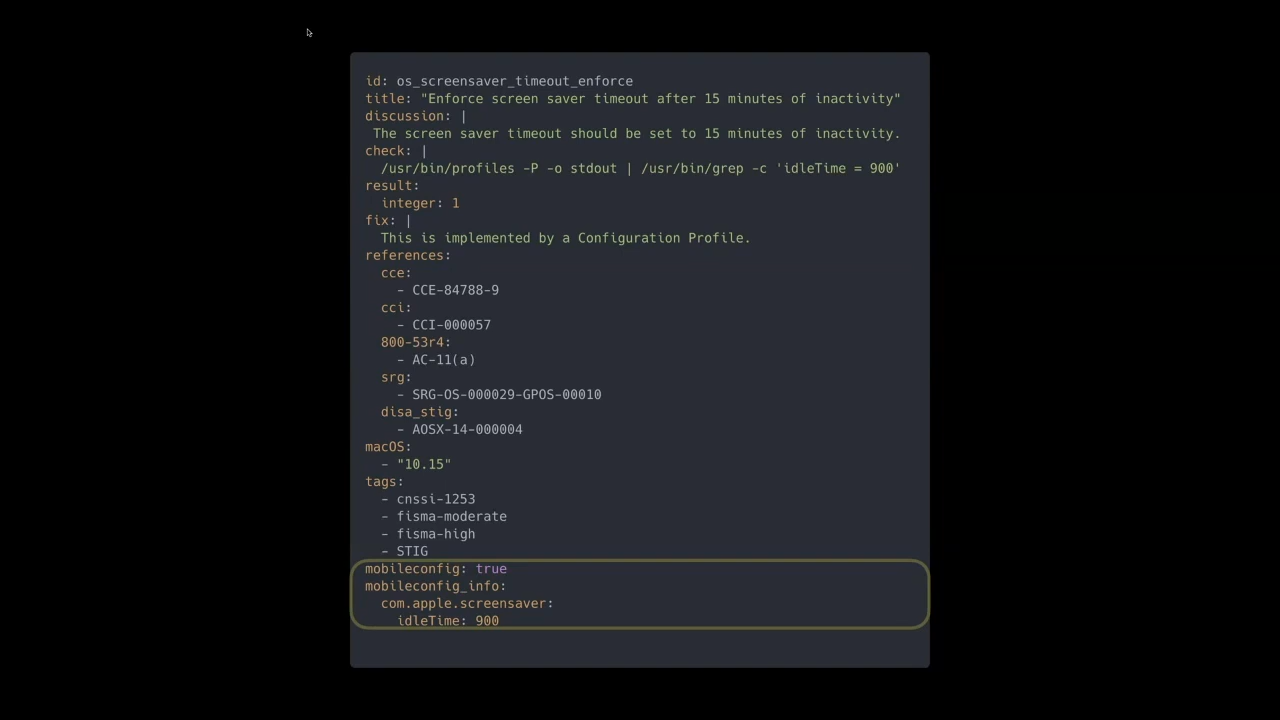 id: os_screensaver_timeout_enforce
title: "Enforce screen saver timeout after 15 minutes of inactivity"
discussion: |
 The screen saver timeout should be set to 15 minutes of inactivity.
check: |
  /usr/bin/profiles -P -o stdout | /usr/bin/grep -c 'idleTime = 900'
result:
  integer: 1
fix: |
  This is implemented by a Configuration Profile.
references:
  cce:
    - CCE-84788-9
  cci:
    - CCI-000057
  800-53r4:
    - AC-11(a)
  srg:
    - SRG-OS-000029-GPOS-00010
  disa_stig:
    - AOSX-14-000004
macOS:
  - "10.15"
tags:
  - cnssi-1253
  - fisma-moderate
  - fisma-high
  - STIG
mobileconfig: true
mobileconfig_info:
  com.apple.screensaver:
    idleTime: 900